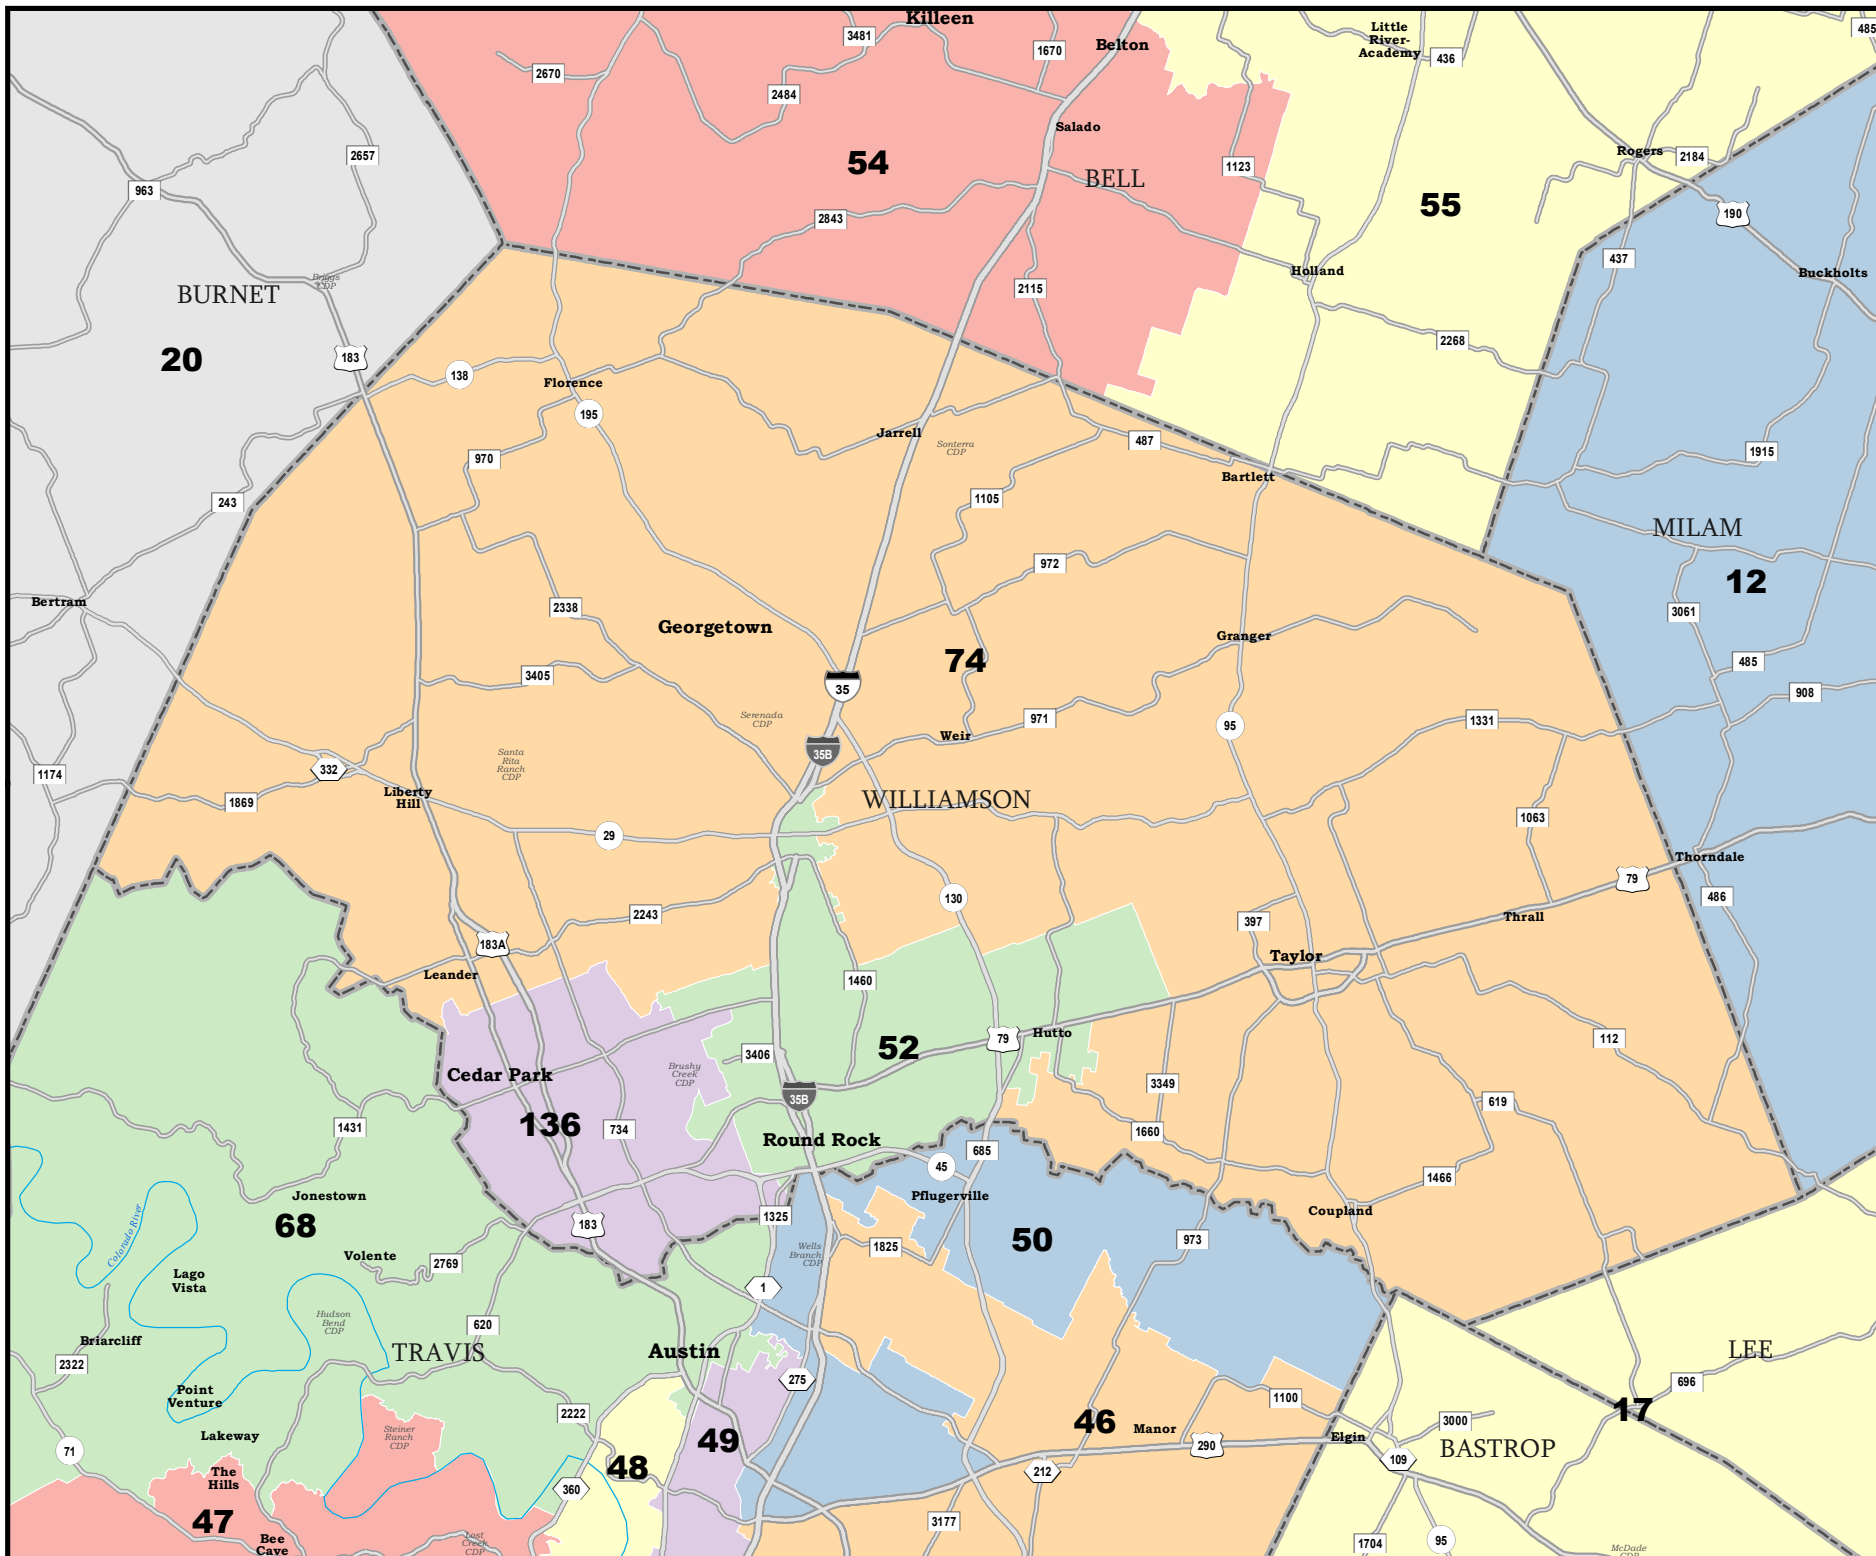 Killeen
Little
River-
Academy
485
3481
1670
Belton
436
2670
2484
Salado
2657
963
54
BELL
1123
Rogers
2184
55
190
2843
437
Briggs
CDP
BURNET
2115
Holland
Buckholts
20
183
2268
138
Florence
195
Jarrell
Sonterra
CDP
487
1915
970
Bartlett
243
1105
MILAM
972
12
Bertram
2338
3061
Georgetown
Granger
74
485
3405
35
908
Serenada
CDP
971
95
1331
Weir
35B
Santa
Rita
Ranch
CDP
332
1174
Liberty
Hill
1869
WILLIAMSON
1063
29
Thorndale
79
130
486
2243
397
Thrall
183A
Taylor
Leander
1460
Hutto
79
112
52
3406
Brushy
Creek
CDP
Cedar Park
3349
35B
619
136
734
1431
1660
Round Rock
685
45
1466
Jonestown
Pflugerville
68
1325
Coupland
Colorado River
183
50
973
1825
Volente
2769
Wells
Branch
CDP
Lago
Vista
1
Hudson
Bend
CDP
620
Briarcliff
TRAVIS
Austin
LEE
2322
275
696
Point
Venture
1100
2222
46
17
3000
Lakeway
Steiner
Ranch
CDP
Manor
Elgin
71
49
290
BASTROP
109
48
212
The
Hills
360
47
3177
Bee
Cave
Lost
Creek
CDP
1704
95
McDade
CDP